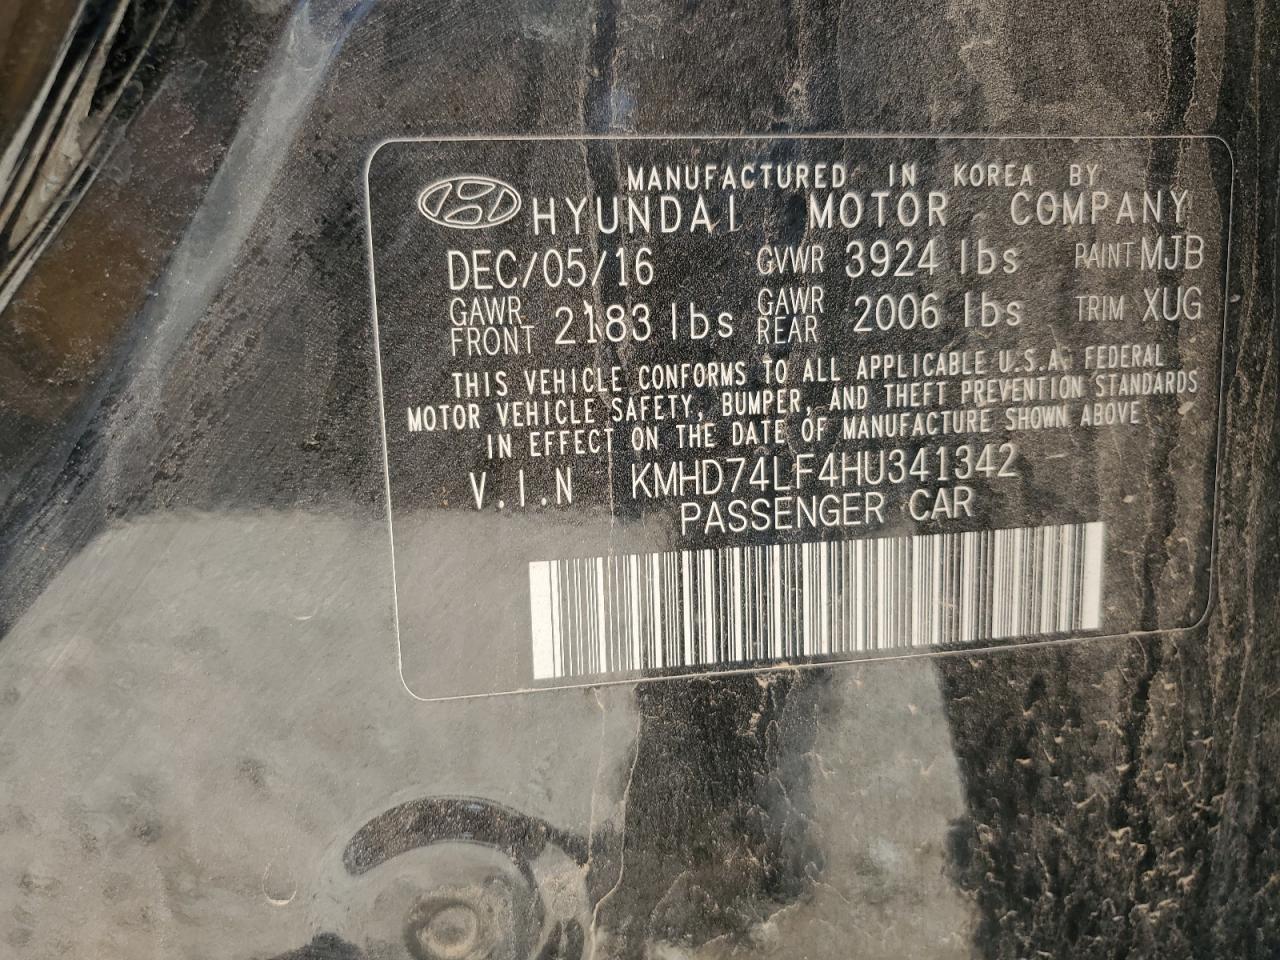 MANUFACTURED IN KOREA BY
HYUNDAI MOTOR COMPANY
DEC/05/16 GVWR 3924 lbs PAINT MJB
GAWR FRONT 2183 lbs GAWR REAR 2006 lbs TRIM XUG
THIS VEHICLE CONFORMS TO ALL APPLICABLE U.S.A. FEDERAL
MOTOR VEHICLE SAFETY, BUMPER, AND THEFT PREVENTION STANDARDS
IN EFFECT ON THE DATE OF MANUFACTURE SHOWN ABOVE
V.I.N KMHD74LF4HU341342
PASSENGER CAR